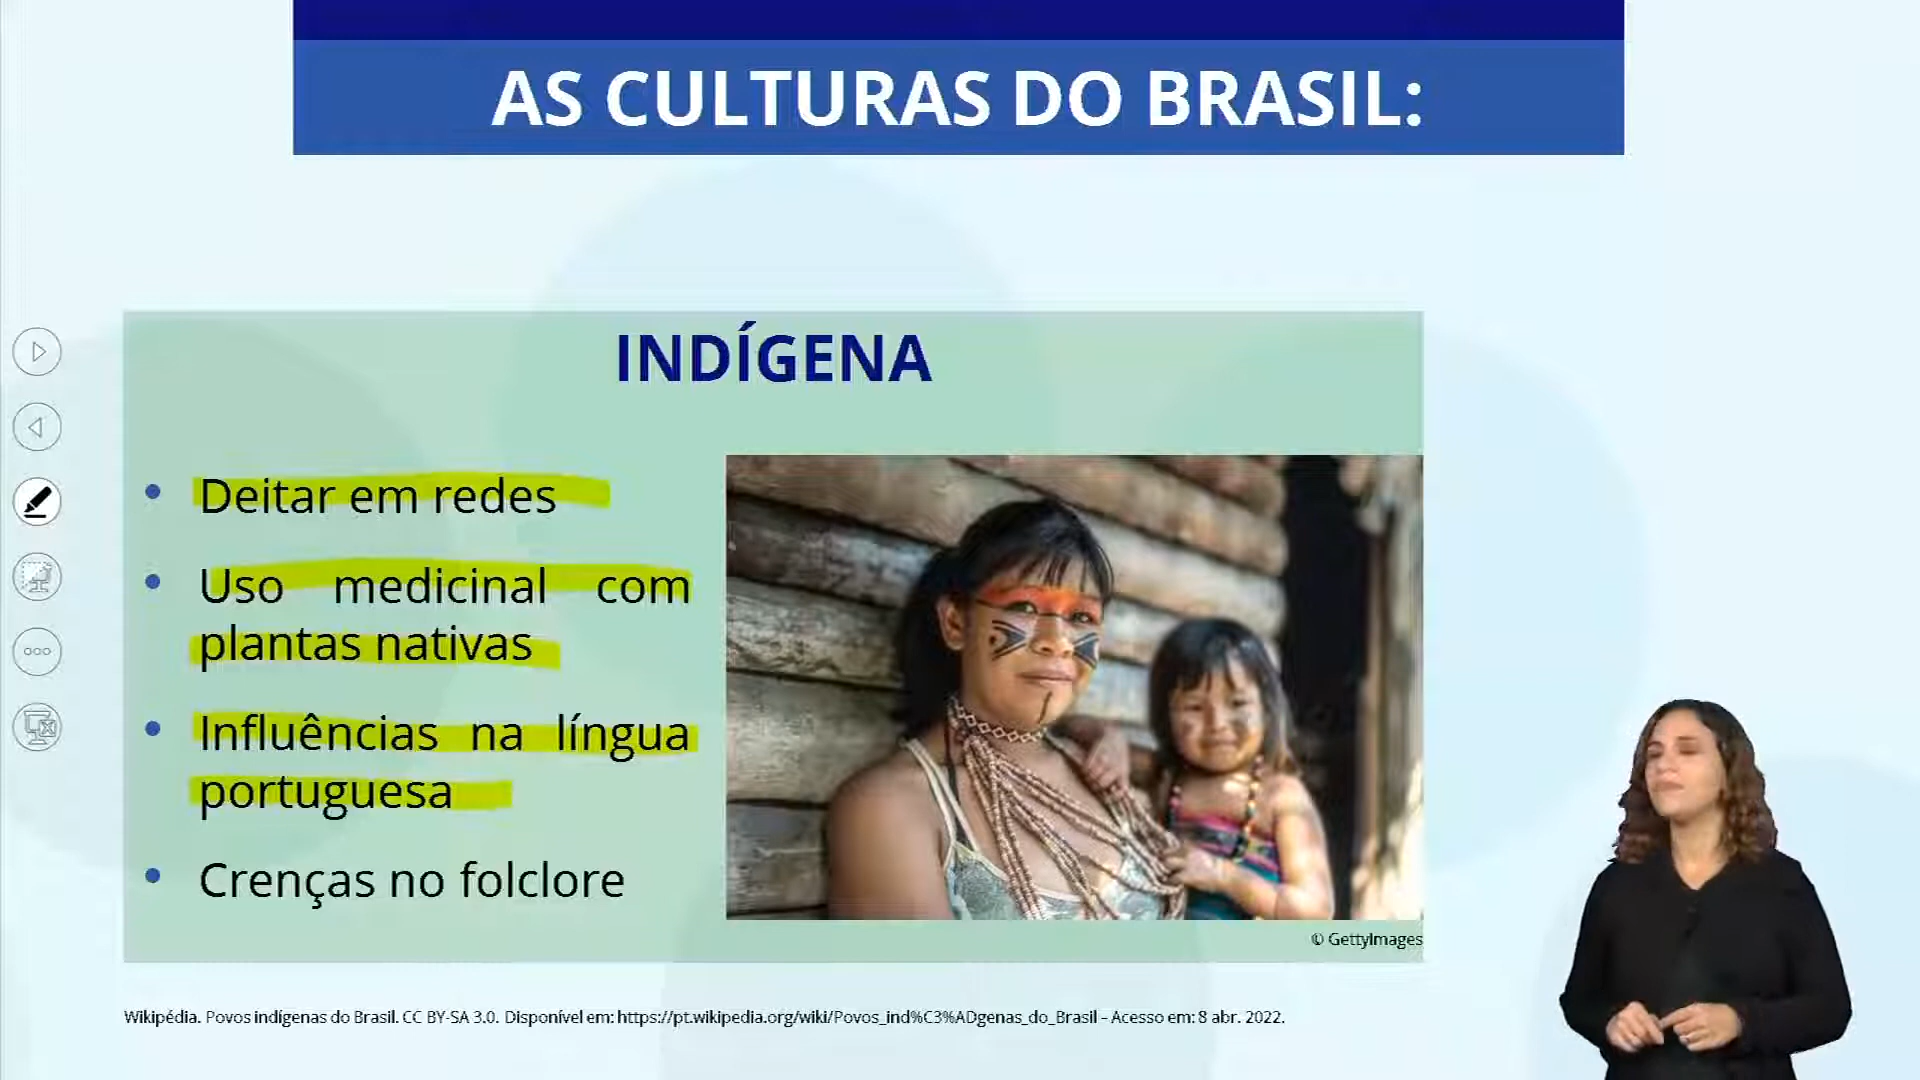 AS CULTURAS DO BRASIL:
INDÍGENA
• Deitar em redes
• Uso medicinal com
plantas nativas
• Influências na língua
portuguesa
• Crenças no folclore
© GettyImages
Wikipédia. Povos indígenas do Brasil. CC BY-SA 3.0. Disponível em: https://pt.wikipedia.org/wiki/Povos_ind%C3%ADgenas_do_Brasil – Acesso em: 8 abr. 2022.